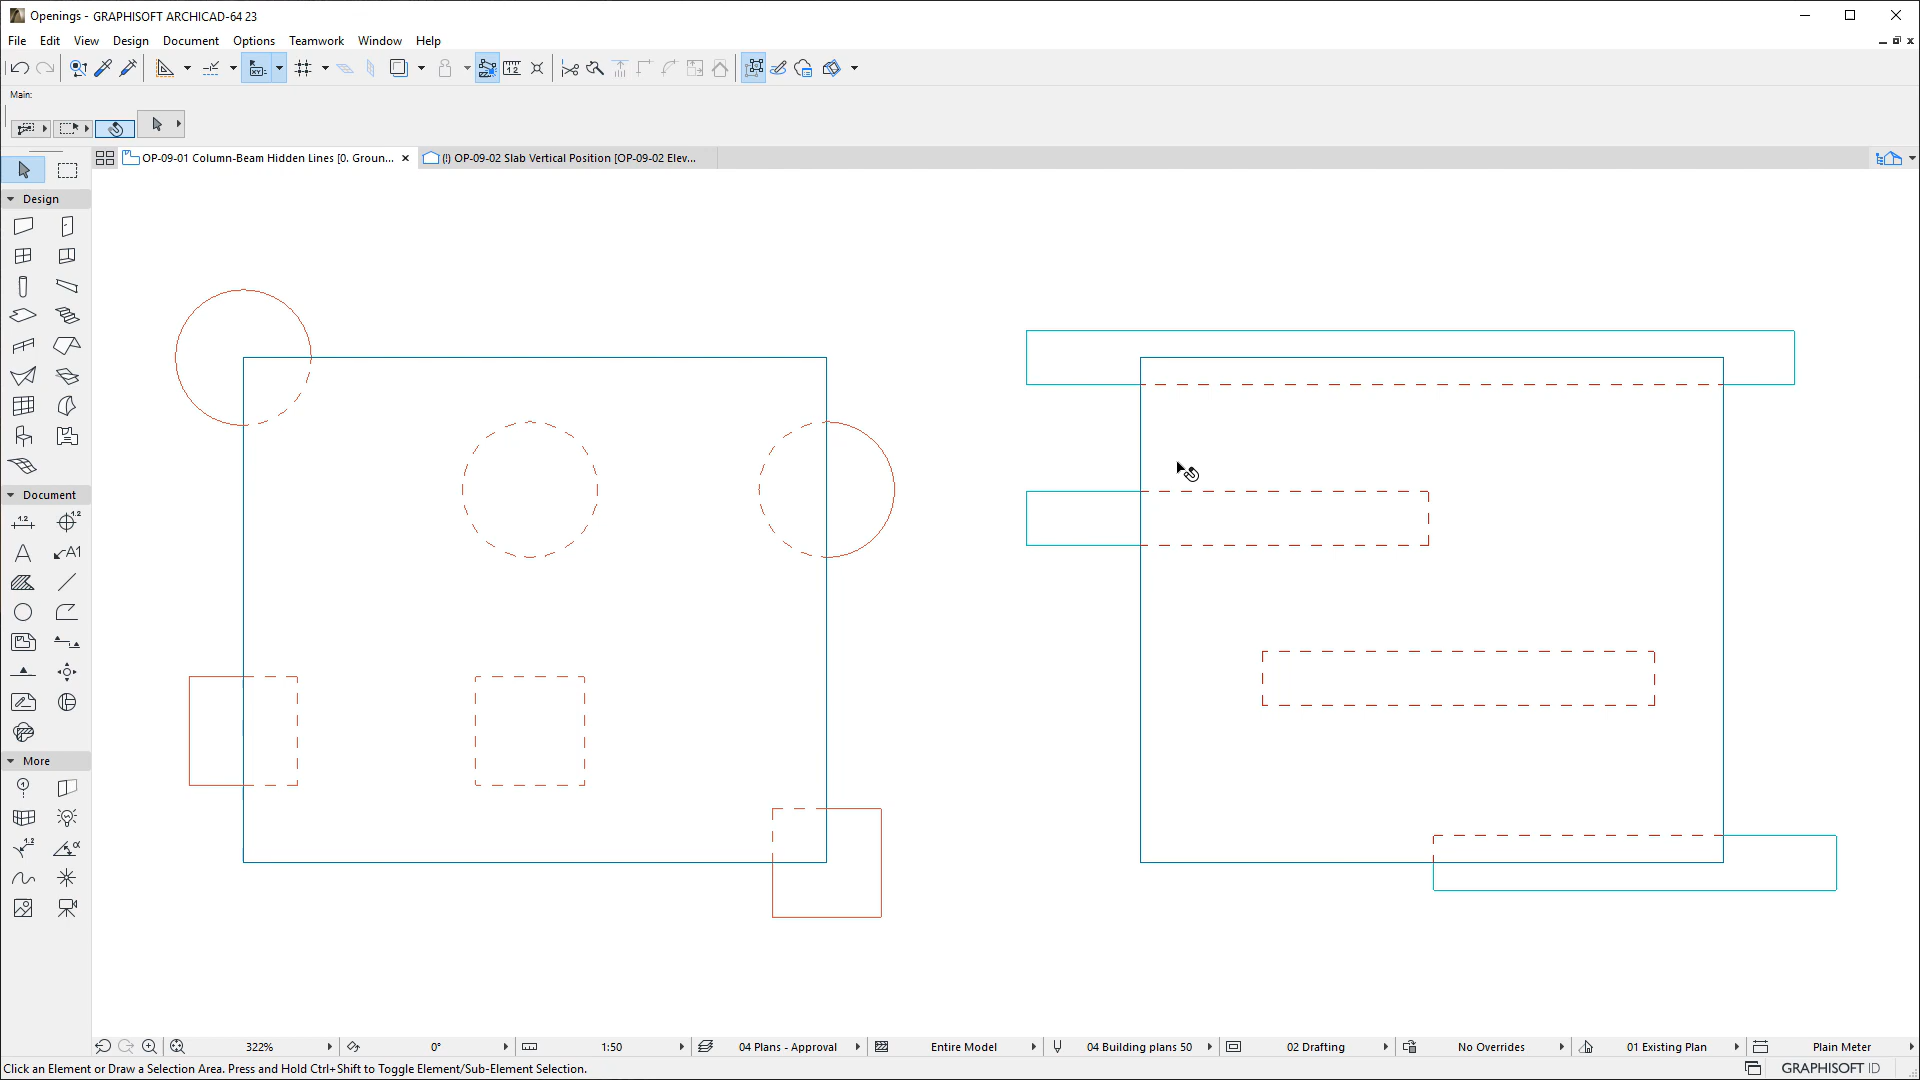 Openings - GRAPHISOFT ARCHICAD-64 23
File Edit View Design Document Options Teamwork Window Help
Main:
OP-09-01 Column-Beam Hidden Lines [0. Groun... (!) OP-09-02 Slab Vertical Position [OP-09-02 Elev...
Design
Document
More
322% 0° 1:50 04 Plans - Approval Entire Model 04 Building plans 50 02 Drafting No Overrides 01 Existing Plan Plain Meter
Click an Element or Draw a Selection Area. Press and Hold Ctrl+Shift to Toggle Element/Sub-Element Selection. GRAPHISOFT ID